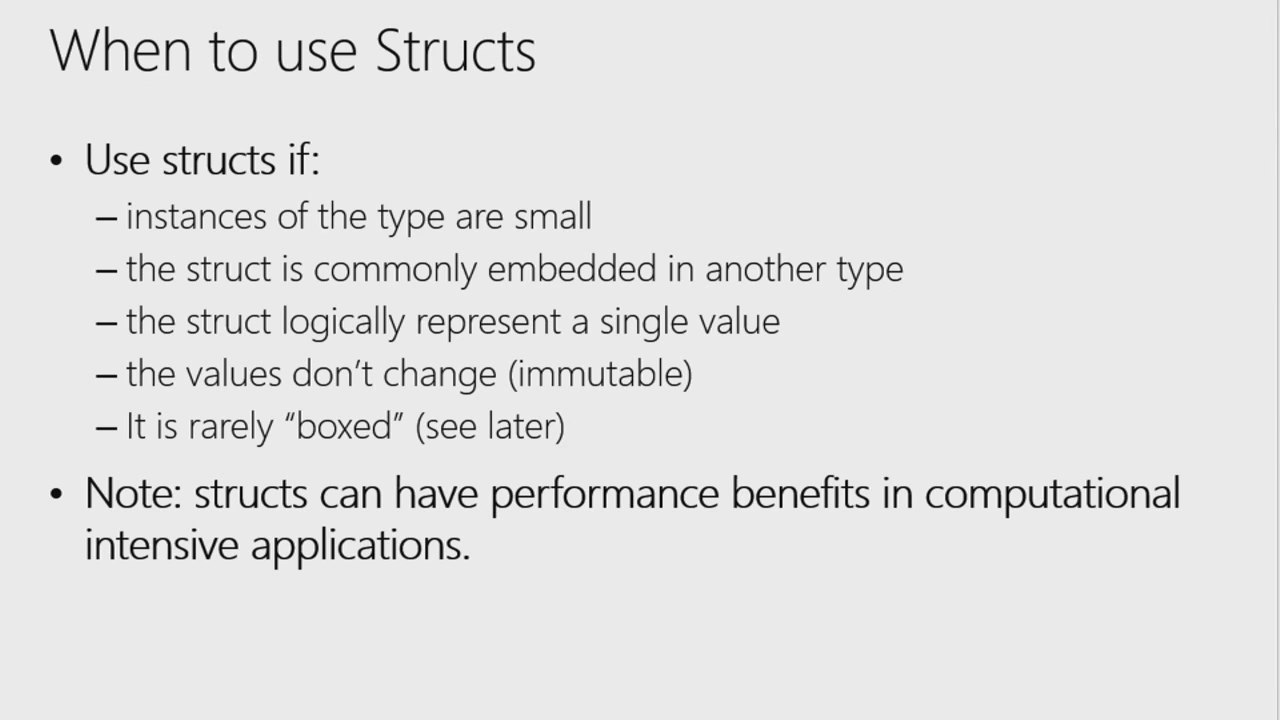 When to use Structs
• Use structs if:
– instances of the type are small
– the struct is commonly embedded in another type
– the struct logically represent a single value
– the values don’t change (immutable)
– It is rarely “boxed” (see later)
• Note: structs can have performance benefits in computational
intensive applications.